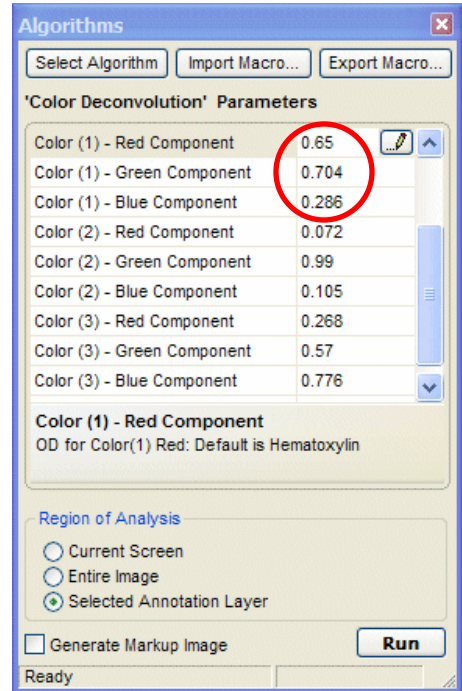 Algorithms
Select Algorithm Import Macro... Export Macro...
'Color Deconvolution' Parameters
Color (1) - Red Component 0.65
Color (1) - Green Component 0.704
Color (1) - Blue Component 0.286
Color (2) - Red Component 0.072
Color (2) - Green Component 0.99
Color (2) - Blue Component 0.105
Color (3) - Red Component 0.268
Color (3) - Green Component 0.57
Color (3) - Blue Component 0.776
Color (1) - Red Component
OD for Color(1) Red: Default is Hematoxylin
Region of Analysis
Current Screen
Entire Image
Selected Annotation Layer
Generate Markup Image Run
Ready